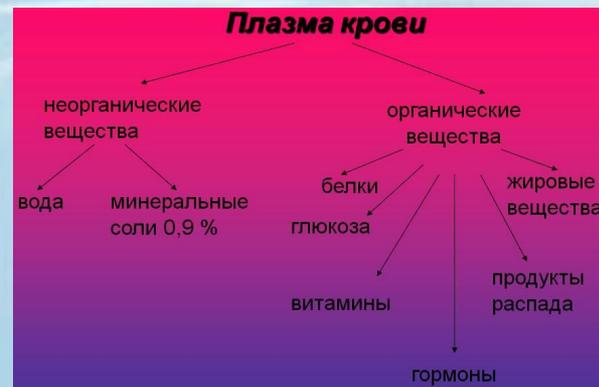 Плазма крови
неорганические
вещества
органические
вещества
вода
минеральные
соли 0,9 %
белки
глюкоза
витамины
гормоны
продукты
распада
жировые
вещества